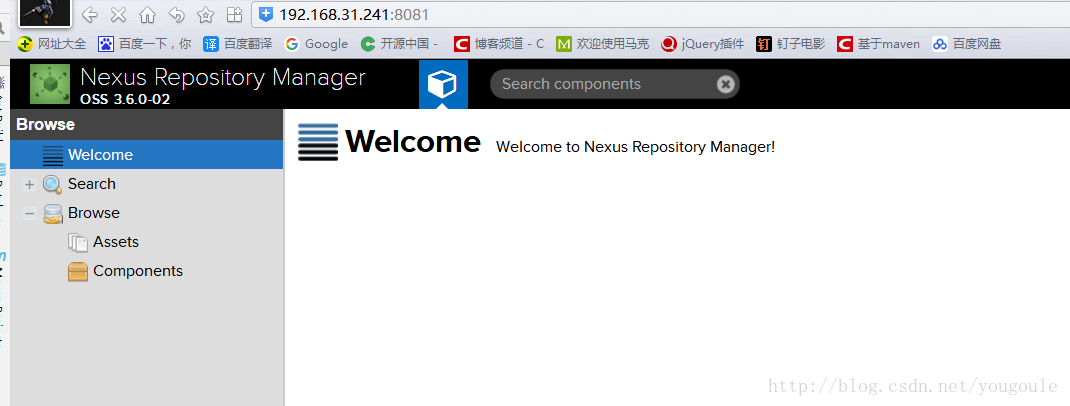 192.168.31.241:8081
网址大全 百度一下，你 百度翻译 Google 开源中国 - 博客频道 - C 欢迎使用马克 jQuery插件 钉子电影 基于maven 百度网盘
Nexus Repository Manager
OSS 3.6.0-02
Search components
Browse
Welcome
Search
Browse
Assets
Components
Welcome Welcome to Nexus Repository Manager!
http://blog.csdn.net/yougoule